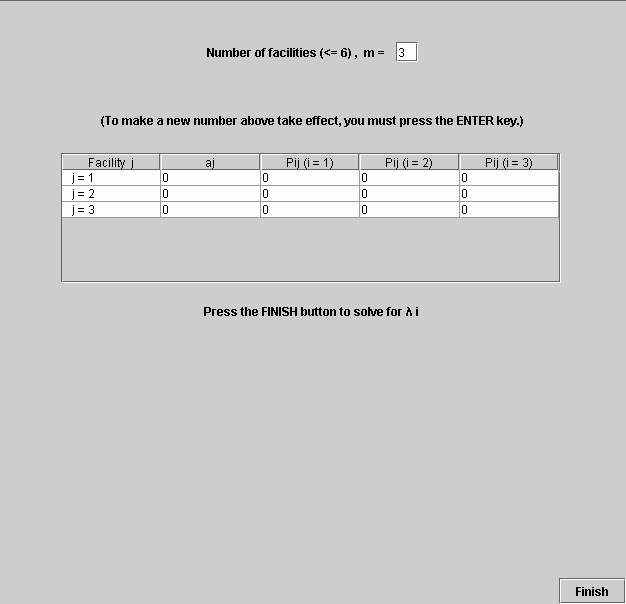 Number of facilities (<= 6) , m = 3
(To make a new number above take effect, you must press the ENTER key.)
Facility j aj Pij (i = 1) Pij (i = 2) Pij (i = 3)
j = 1 0 0 0 0
j = 2 0 0 0 0
j = 3 0 0 0 0
Press the FINISH button to solve for λ i
Finish